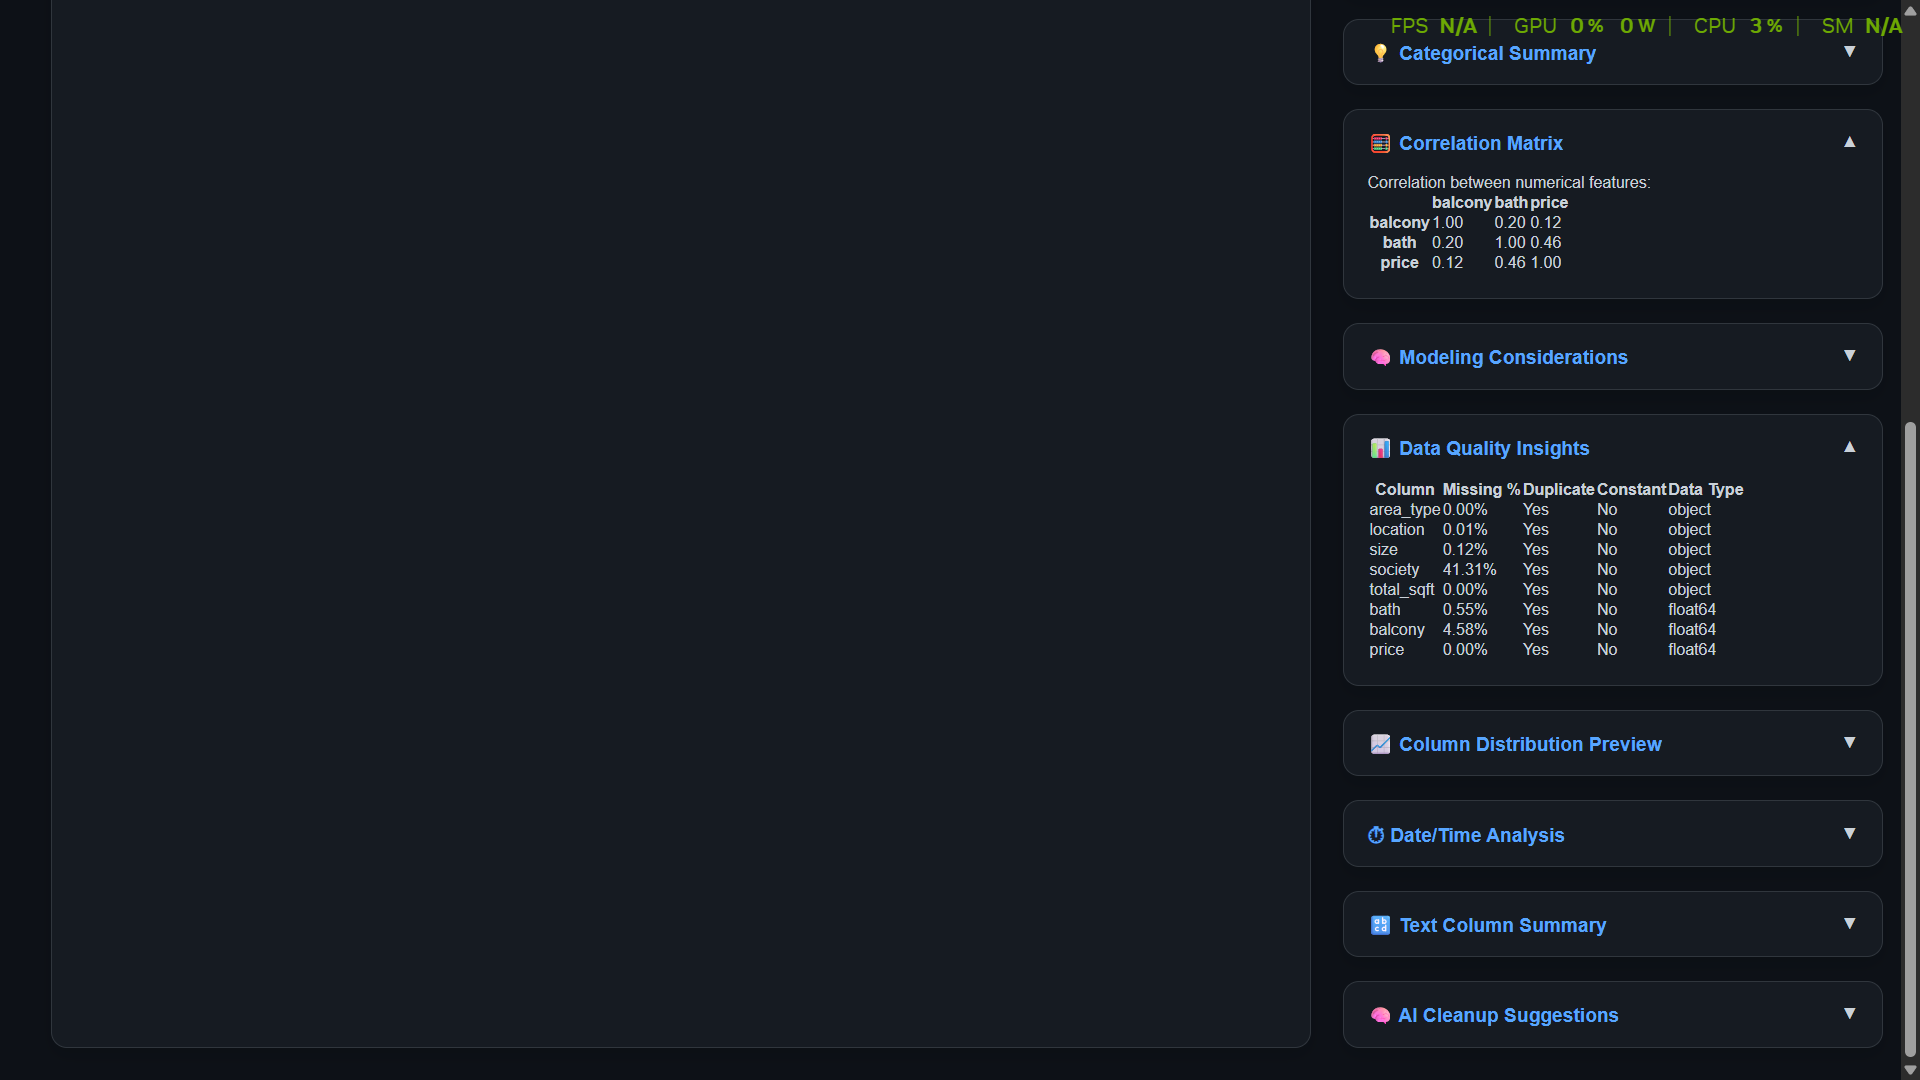 FPS N/A | GPU 0 % 0 W | CPU 3 % | SM N/A
💡 Categorical Summary ▼
🧮 Correlation Matrix ▲
Correlation between numerical features:
balcony bath price
balcony 1.00 0.20 0.12
bath 0.20 1.00 0.46
price 0.12 0.46 1.00
🧠 Modeling Considerations ▼
📊 Data Quality Insights ▲
Column Missing % Duplicate Constant Data Type
area_type 0.00% Yes No object
location 0.01% Yes No object
size 0.12% Yes No object
society 41.31% Yes No object
total_sqft 0.00% Yes No object
bath 0.55% Yes No float64
balcony 4.58% Yes No float64
price 0.00% Yes No float64
📈 Column Distribution Preview ▼
⏱ Date/Time Analysis ▼
🔡 Text Column Summary ▼
🧠 AI Cleanup Suggestions ▼